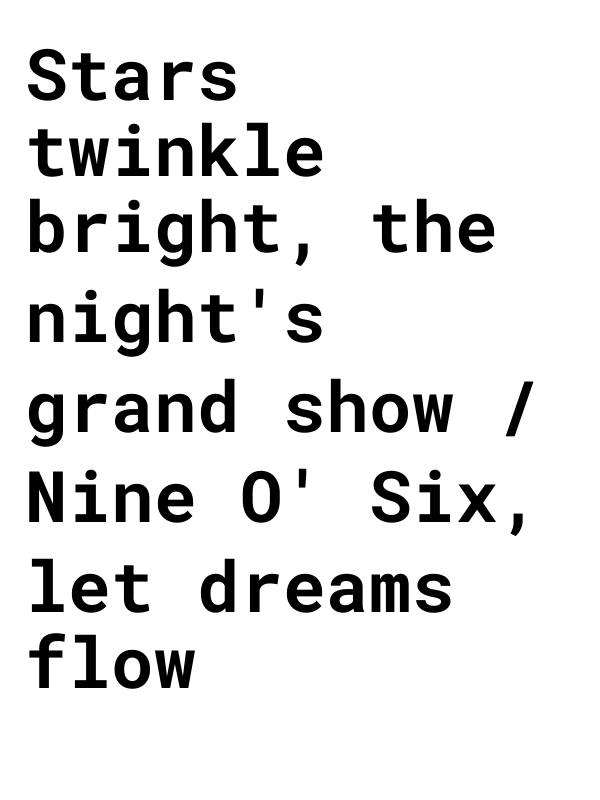 Stars
twinkle
bright, the
night's
grand show /
Nine O' Six,
let dreams
flow